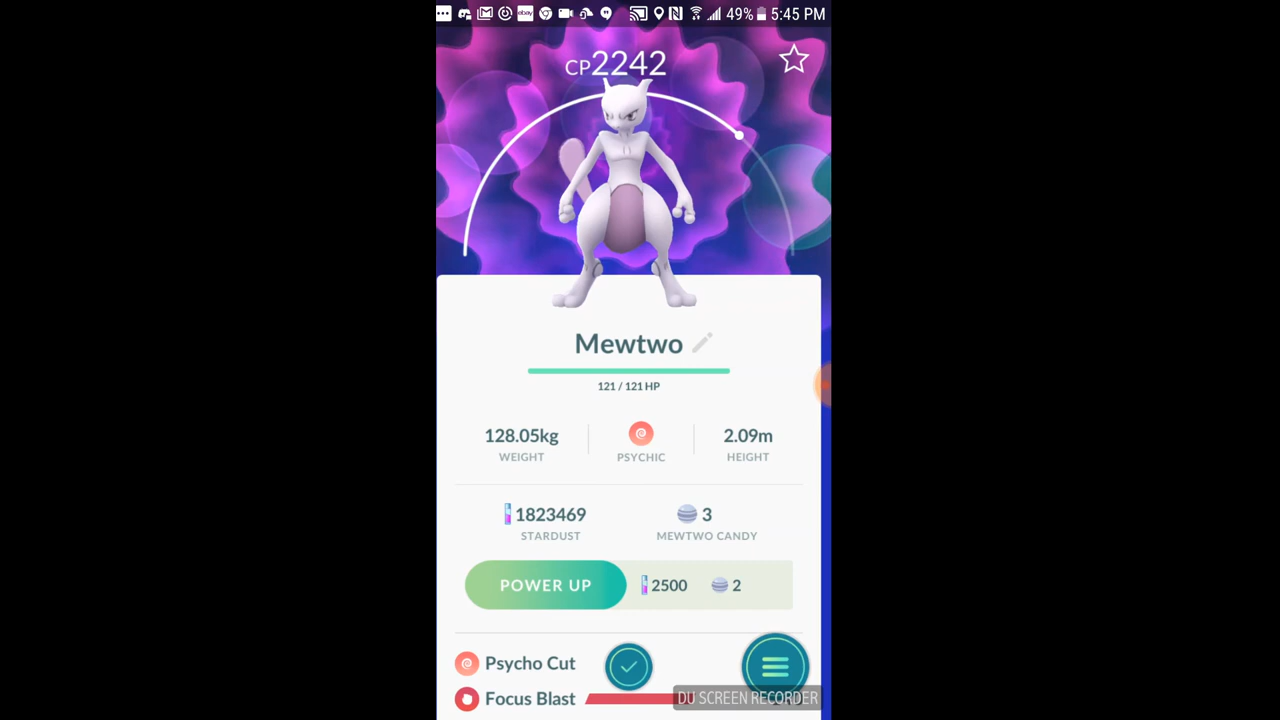 ebay 49% 5:45 PM
CP2242
Mewtwo
121 / 121 HP
128.05kg 2.09m
WEIGHT PSYCHIC HEIGHT
1823469 3
STARDUST MEWTWO CANDY
POWER UP 2500 2
Psycho Cut
Focus Blast
DU SCREEN RECORDER